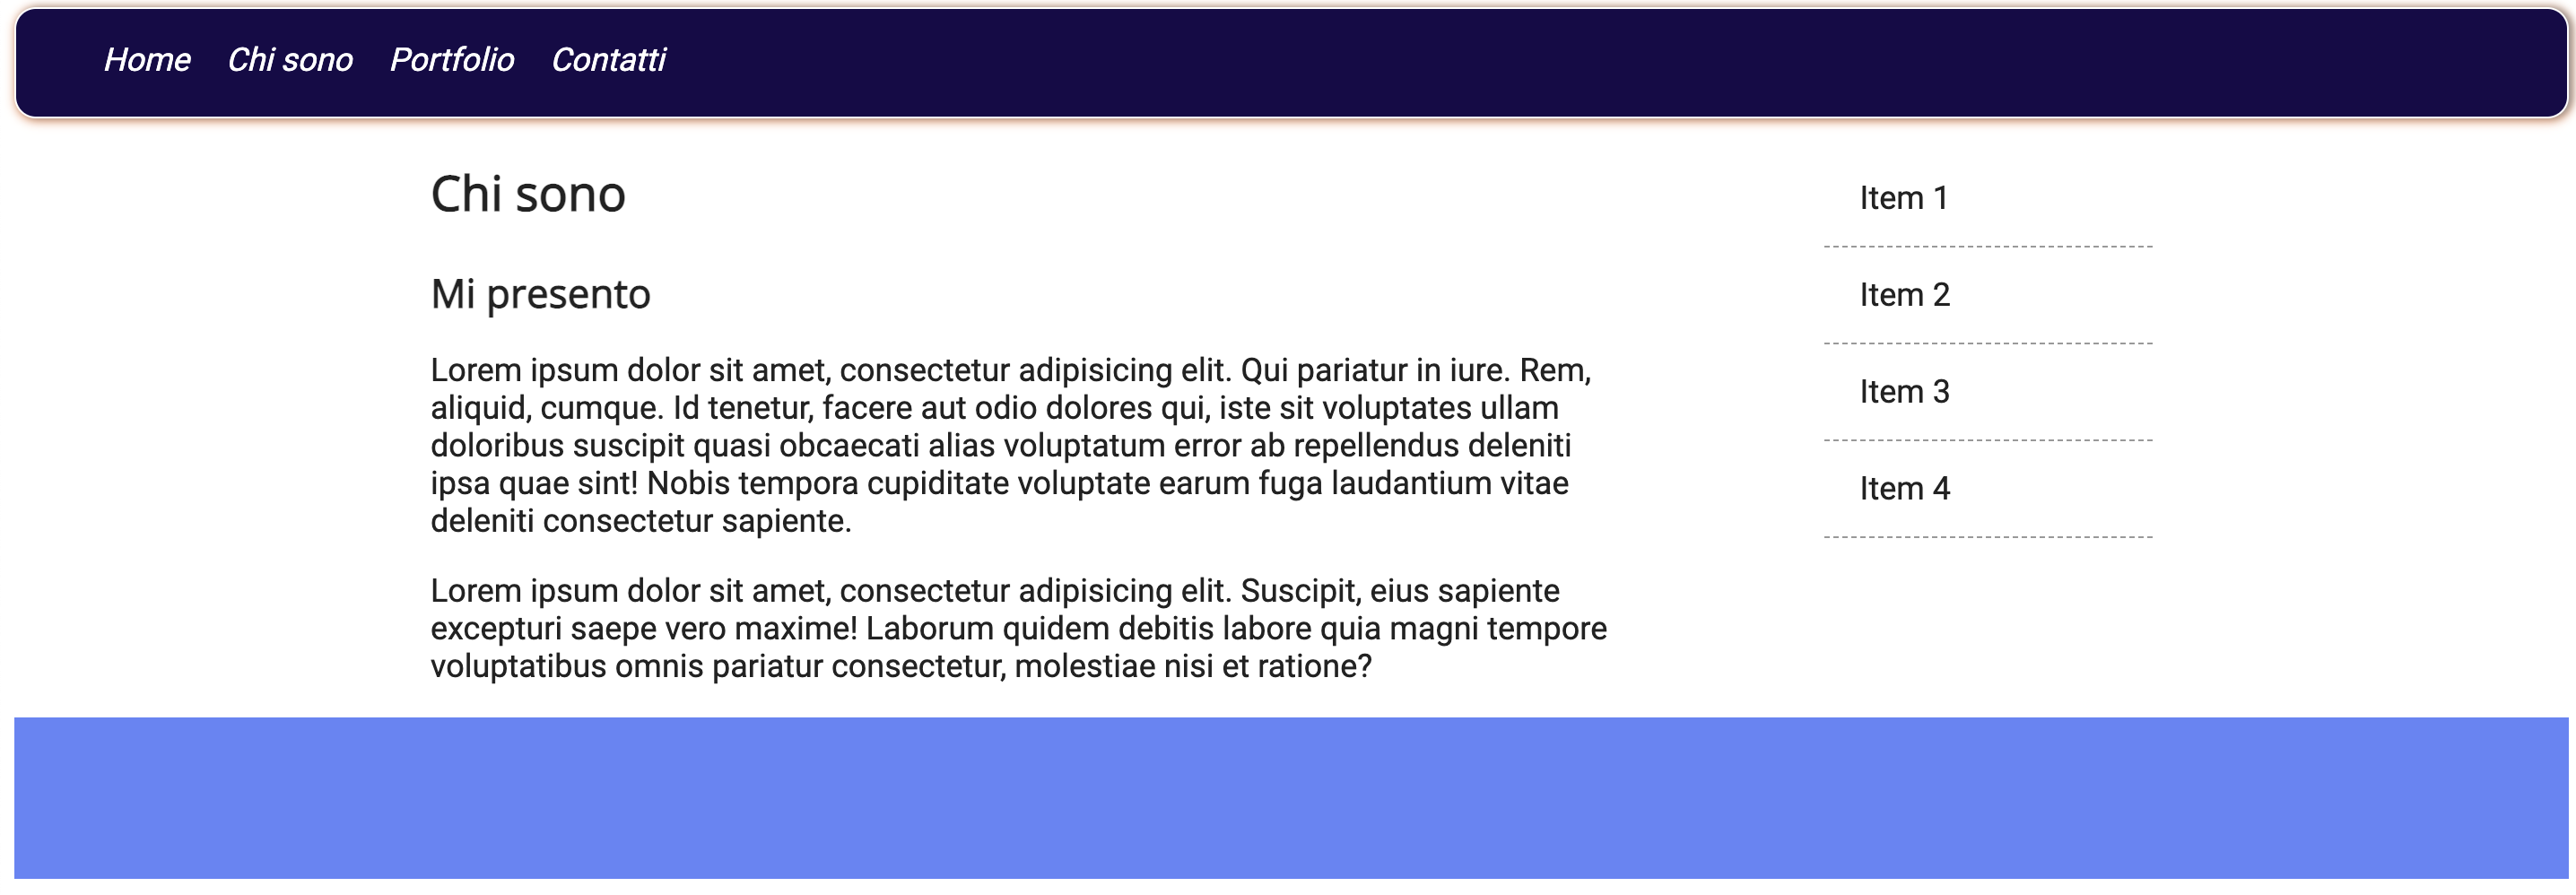 Home Chi sono Portfolio Contatti
Chi sono
Mi presento
Lorem ipsum dolor sit amet, consectetur adipisicing elit. Qui pariatur in iure. Rem,
aliquid, cumque. Id tenetur, facere aut odio dolores qui, iste sit voluptates ullam
doloribus suscipit quasi obcaecati alias voluptatum error ab repellendus deleniti
ipsa quae sint! Nobis tempora cupiditate voluptate earum fuga laudantium vitae
deleniti consectetur sapiente.
Lorem ipsum dolor sit amet, consectetur adipisicing elit. Suscipit, eius sapiente
excepturi saepe vero maxime! Laborum quidem debitis labore quia magni tempore
voluptatibus omnis pariatur consectetur, molestiae nisi et ratione?
Item 1
Item 2
Item 3
Item 4